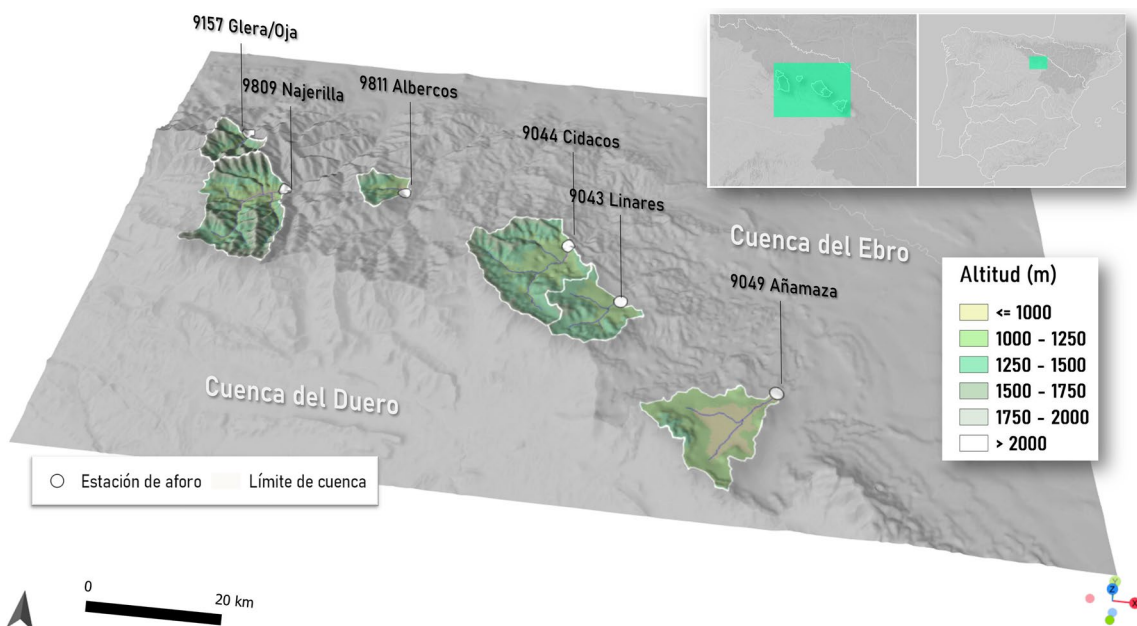 9157 Glera/Oja
9809 Najerilla
9811 Albercos
9044 Cidacos
9043 Linares
Cuenca del Ebro
9049 Añamaza
Cuenca del Duero
Altitud (m)
<= 1000
1000 - 1250
1250 - 1500
1500 - 1750
1750 - 2000
> 2000
Estación de aforo
Límite de cuenca
0
20 km
Y
Z
X